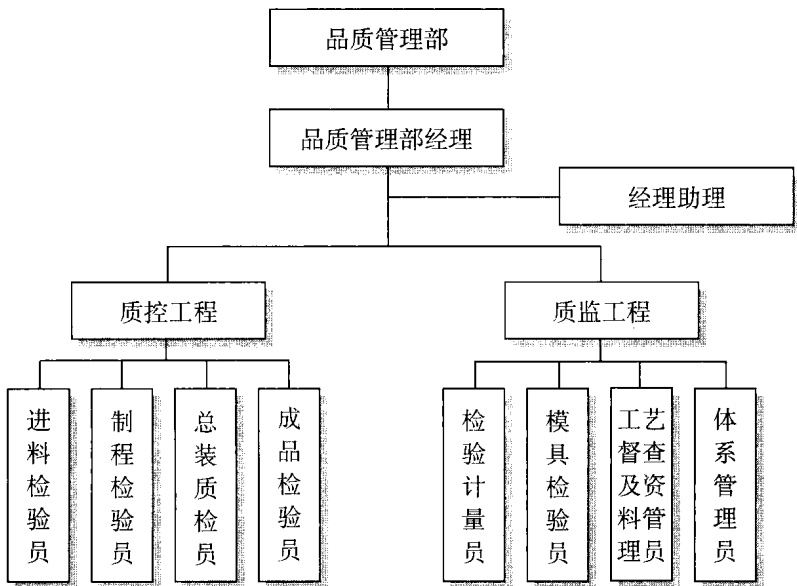 品质管理部
品质管理部经理
经理助理
质控工程
质监工程
进料检验员
制程检验员
总装质检员
成品检验员
检验计量员
模具检验员
工艺
督查
及资
料管
理员
体系管理员